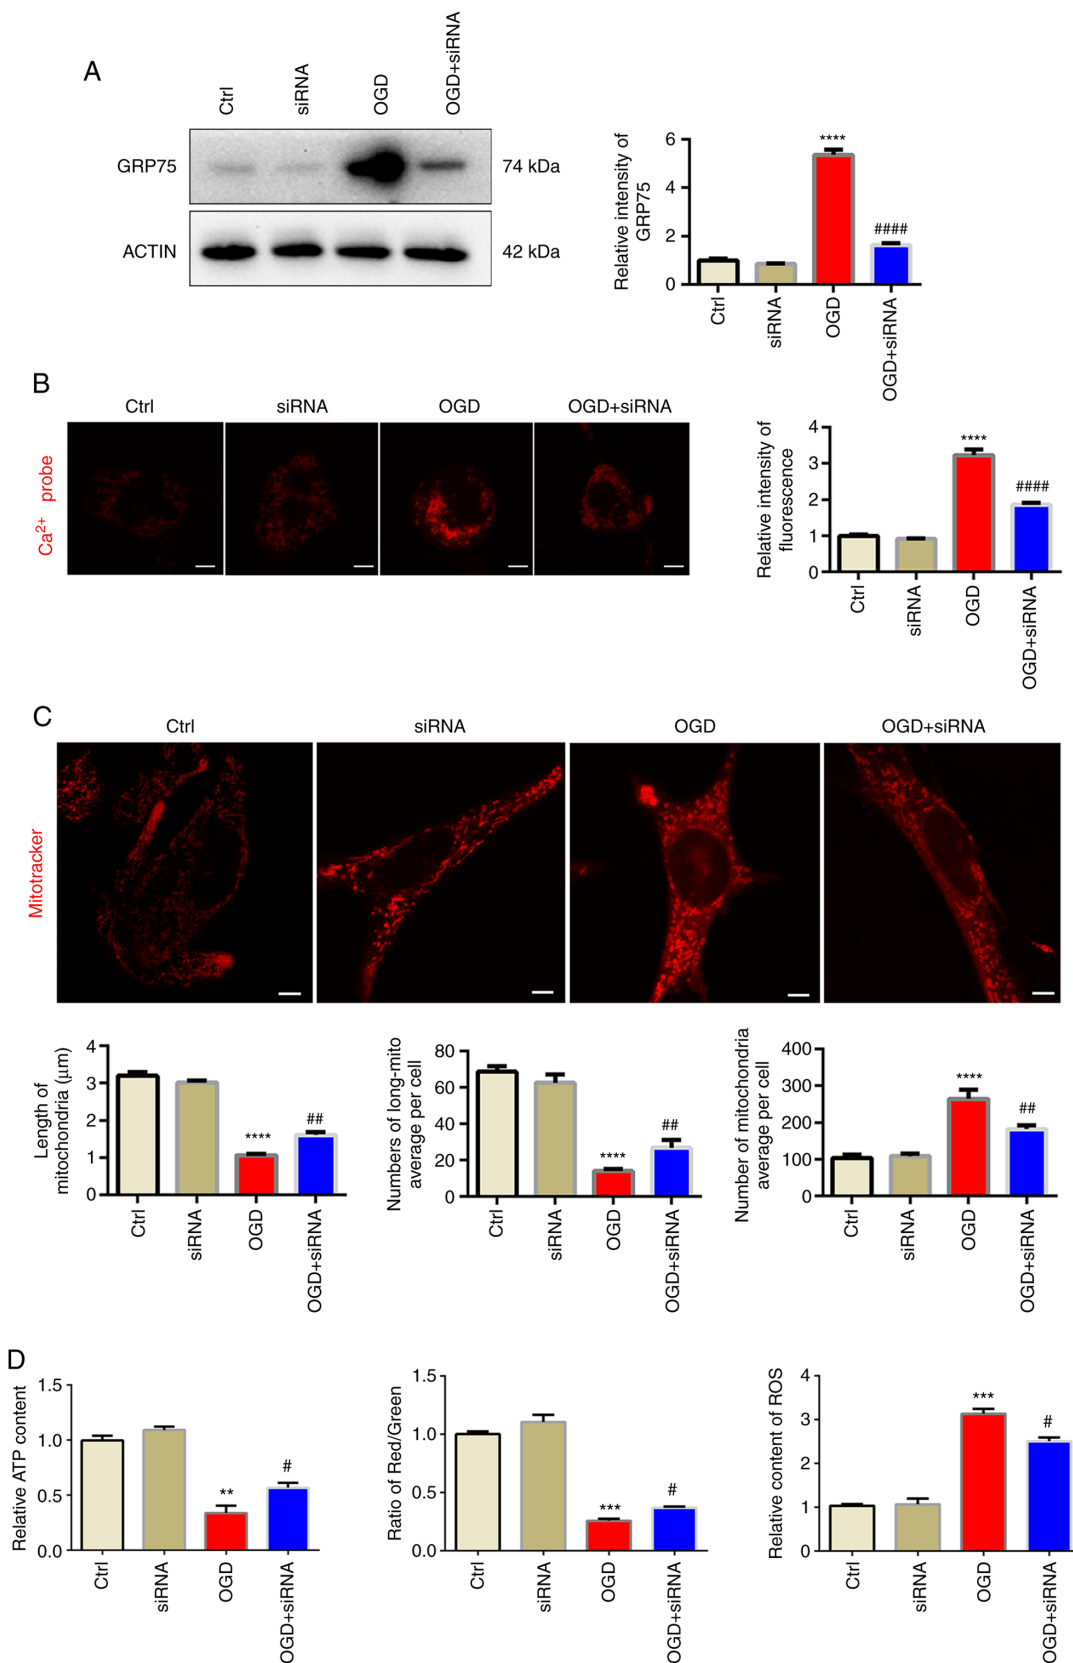 A
Ctrl
siRNA
OGD
OGD+siRNA
GRP75
74 kDa
ACTIN
42 kDa
Relative intensity of
GRP75
6
4
2
0
****
####
Ctrl
siRNA
OGD
OGD+siRNA
B
Ctrl
siRNA
OGD
OGD+siRNA
Ca²⁺ probe
Relative intensity of
fluorescence
4
3
2
1
0
****
####
Ctrl
siRNA
OGD
OGD+siRNA
C
Ctrl
siRNA
OGD
OGD+siRNA
Mitotracker
Length of
mitochondria (μm)
4
3
2
1
0
****
##
Ctrl
siRNA
OGD
OGD+siRNA
Numbers of long-mito
average per cell
80
60
40
20
0
****
##
Ctrl
siRNA
OGD
OGD+siRNA
Number of mitochondria
average per cell
400
300
200
100
0
****
##
Ctrl
siRNA
OGD
OGD+siRNA
D
Relative ATP content
1.5
1.0
0.5
0.0
**
#
Ctrl
siRNA
OGD
OGD+siRNA
Ratio of Red/Green
1.5
1.0
0.5
0.0
***
#
Ctrl
siRNA
OGD
OGD+siRNA
Relative content of ROS
4
3
2
1
0
***
#
Ctrl
siRNA
OGD
OGD+siRNA